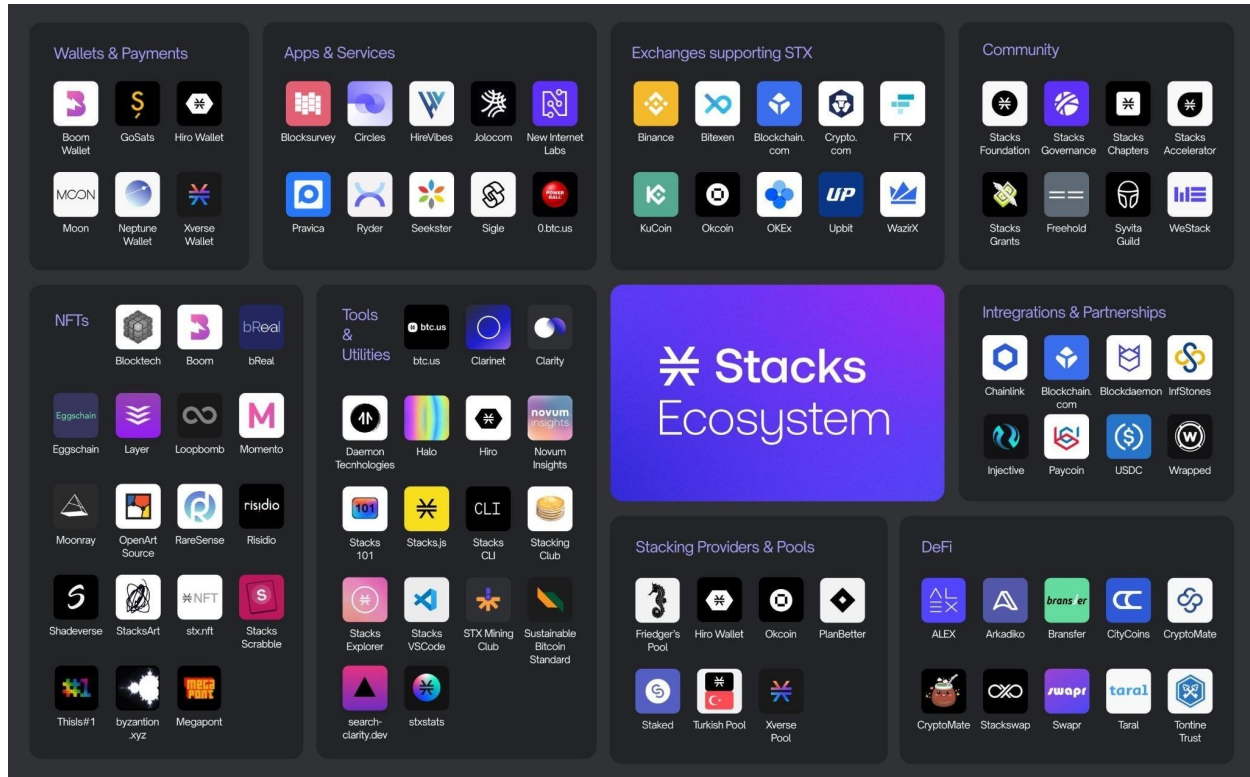 Wallets & Payments
Boom Wallet
GoSats
Hiro Wallet
MOON
Moon
Neptune Wallet
Xverse Wallet
Apps & Services
Blocksurvey
Circles
HireVibes
Jolocom
New Internet Labs
Pravica
Ryder
Seekster
Sigle
POWER BALL
0.btc.us
Exchanges supporting STX
Binance
Bitexen
Blockchain.com
Crypto.com
FTX
KuCoin
Okcoin
OKEx
UP
Upbit
WazirX
Community
Stacks Foundation
Stacks Governance
Stacks Chapters
Stacks Accelerator
Stacks Grants
Freehold
Syvita Guild
WeStack
NFTs
Blocktech
Boom
bReal
bReal
Eggschain
Eggschain
Layer
Loopbomb
M
Momento
Moonray
OpenArt Source
RareSense
risidio
Risidio
S
Shadeverse
StacksArt
NFT
stx.nft
S
Stacks Scrabble
#1
ThisIs#1
byzantion.xyz
MEGA PONT
Megapont
Tools
&
Utilities
btc.us
btc.us
Clarinet
Clarity
Daemon Tecnhologies
Halo
Hiro
novum insights
Novum Insights
101
Stacks 101
Stacks.js
CLI
Stacks CLI
Stacking Club
Stacks Explorer
Stacks VSCode
STX Mining Club
Sustainable Bitcoin Standard
search-clarity.dev
stxstats
Stacks
Ecosystem
Intregrations & Partnerships
Chainlink
Blockchain.com
Blockdaemon
InfStones
Injective
Paycoin
USDC
W
Wrapped
Stacking Providers & Pools
Friedger's Pool
Hiro Wallet
Okcoin
PlanBetter
Staked
Turkish Pool
Xverse Pool
DeFi
ALEX
ALEX
Arkadiko
bransfer
Bransfer
CityCoins
CryptoMate
CryptoMate
Stackswap
swapr
Swapr
taral
Taral
Tontine Trust